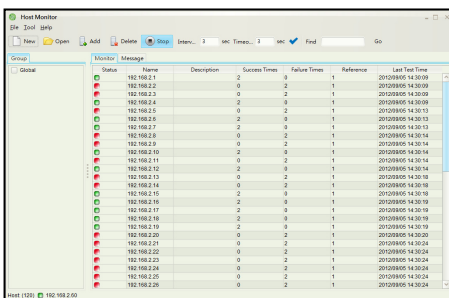 Host Monitor
File Tool Help
New Open Add Delete Stop Interv... 3 sec Timeo... 3 sec Find Go
Group Monitor Message
Global
Status Name Description Success Times Failure Times Reference Last Test Time
192.168.2.1 2 0 1 2012/09/05 14:30:09
192.168.2.2 0 2 1 2012/09/05 14:30:09
192.168.2.3 0 2 1 2012/09/05 14:30:09
192.168.2.4 2 0 1 2012/09/05 14:30:09
192.168.2.5 0 2 1 2012/09/05 14:30:13
192.168.2.6 2 0 1 2012/09/05 14:30:13
192.168.2.7 2 0 1 2012/09/05 14:30:13
192.168.2.8 0 2 1 2012/09/05 14:30:14
192.168.2.9 0 2 1 2012/09/05 14:30:14
192.168.2.10 2 0 1 2012/09/05 14:30:14
192.168.2.11 0 2 1 2012/09/05 14:30:14
192.168.2.12 2 0 1 2012/09/05 14:30:14
192.168.2.13 0 2 1 2012/09/05 14:30:18
192.168.2.14 0 2 1 2012/09/05 14:30:18
192.168.2.15 2 0 1 2012/09/05 14:30:18
192.168.2.16 2 0 1 2012/09/05 14:30:19
192.168.2.17 2 0 1 2012/09/05 14:30:19
192.168.2.18 2 0 1 2012/09/05 14:30:19
192.168.2.19 2 0 1 2012/09/05 14:30:19
192.168.2.20 0 2 1 2012/09/05 14:30:20
192.168.2.21 0 2 1 2012/09/05 14:30:24
192.168.2.22 0 2 1 2012/09/05 14:30:24
192.168.2.23 0 2 1 2012/09/05 14:30:24
192.168.2.24 0 2 1 2012/09/05 14:30:24
192.168.2.25 0 2 1 2012/09/05 14:30:24
192.168.2.26 0 2 1 2012/09/05 14:30:24
Host (120) 192.168.2.60